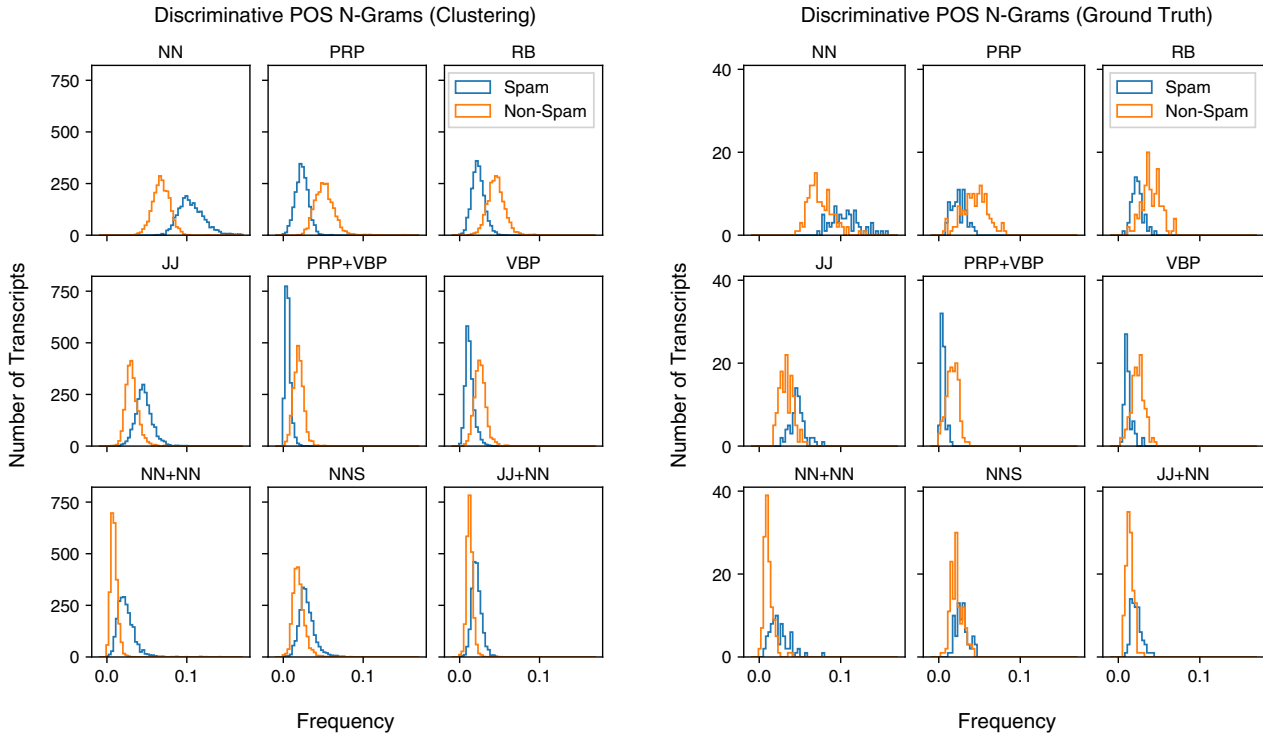 Discriminative POS N-Grams (Clustering)
NN PRP RB
750
500
250
0
Spam
Non-Spam
JJ PRP+VBP VBP
750
500
250
0
NN+NN NNS JJ+NN
750
500
250
0
0.0 0.1 0.0 0.1 0.0 0.1
Number of Transcripts
Frequency
Discriminative POS N-Grams (Ground Truth)
NN PRP RB
40
20
0
Spam
Non-Spam
JJ PRP+VBP VBP
40
20
0
NN+NN NNS JJ+NN
40
20
0
0.0 0.1 0.0 0.1 0.0 0.1
Number of Transcripts
Frequency